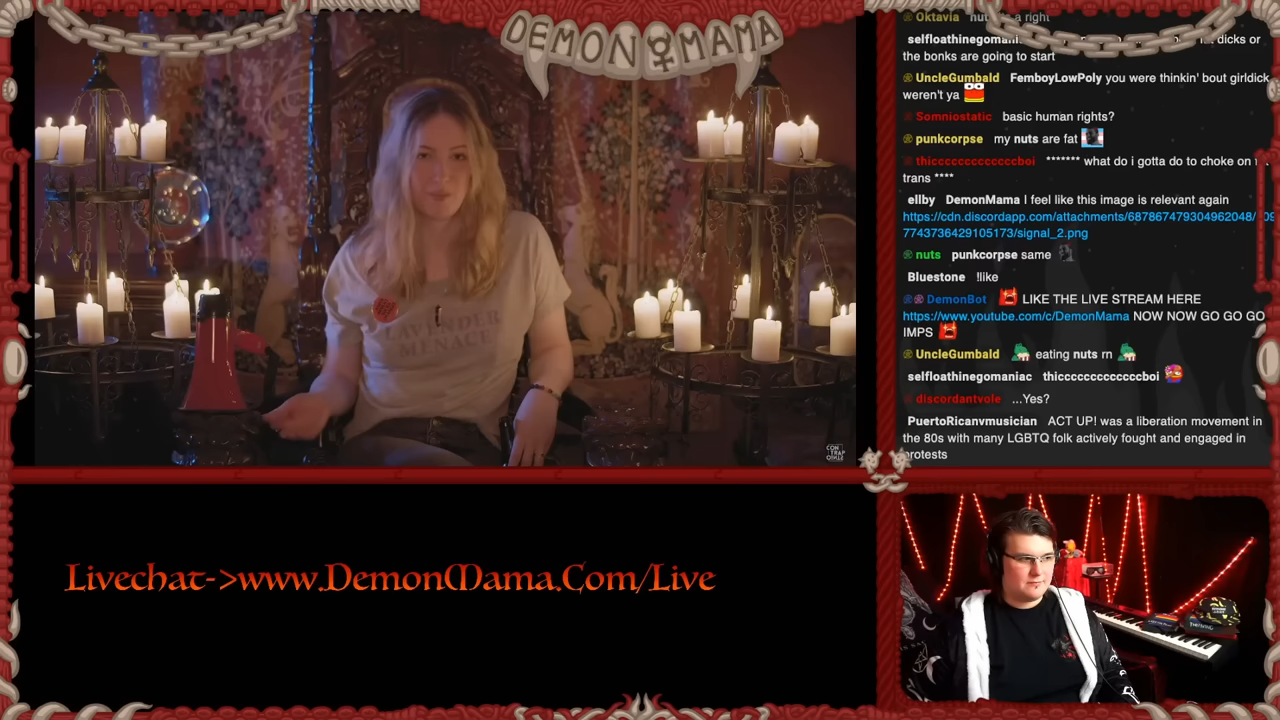 DEMON MAMA
LAVENDER
MENACE
CON
TRAP
Oktavia nut a right
dicks or
the bonks are going to start
UncleGumbald FemboyLowPoly you were thinkin' bout girldick
weren't ya
Somniostatic basic human rights?
punkcorpse my nuts are fat
thicccccccccccccboi ******* what do i gotta do to choke on
trans ****
ellby DemonMama I feel like this image is relevant again
https://cdn.discordapp.com/attachments/687867479304962048/
7743736429105173/signal_2.png
nuts punkcorpse same
Bluestone !like
DemonBot LIKE THE LIVE STREAM HERE
https://www.youtube.com/c/DemonMama NOW NOW GO GO GO
IMPS
UncleGumbald eating nuts rn
selfloathinegomaniac thicccccccccccccboi
discordantvole ...Yes?
PuertoRicanvmusician ACT UP! was a liberation movement in
the 80s with many LGBTQ folk actively fought and engaged in
protests
Livechat->www.DemonMama.Com/Live